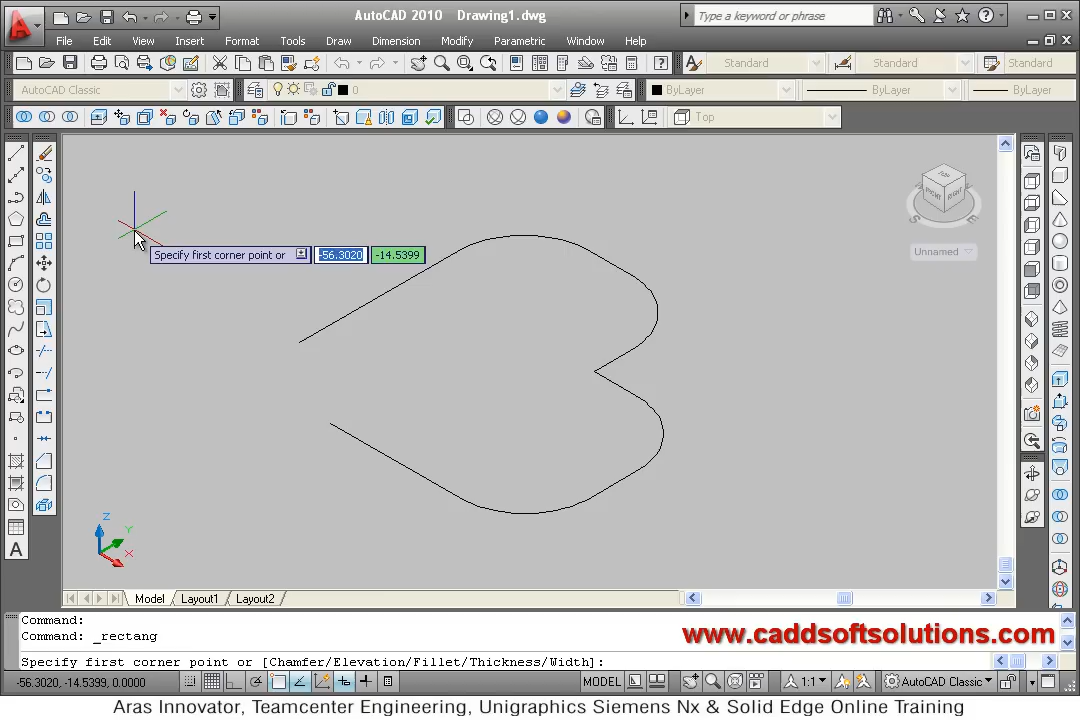 AutoCAD 2010 Drawing1.dwg
Type a keyword or phrase
File Edit View Insert Format Tools Draw Dimension Modify Parametric Window Help
Standard Standard Standard
AutoCAD Classic 0 ByLayer ByLayer ByLayer
Top
TOP
FRONT RIGHT
S E
Unnamed
Specify first corner point or -56.3020 -14.5399
Z
Y
X
A
Model Layout1 Layout2
Command:
Command: _rectang
www.caddsoftsolutions.com
Specify first corner point or [Chamfer/Elevation/Fillet/Thickness/Width]:
-56.3020, -14.5399, 0.0000 MODEL 1:1 AutoCAD Classic
Aras Innovator, Teamcenter Engineering, Unigraphics Siemens Nx & Solid Edge Online Training